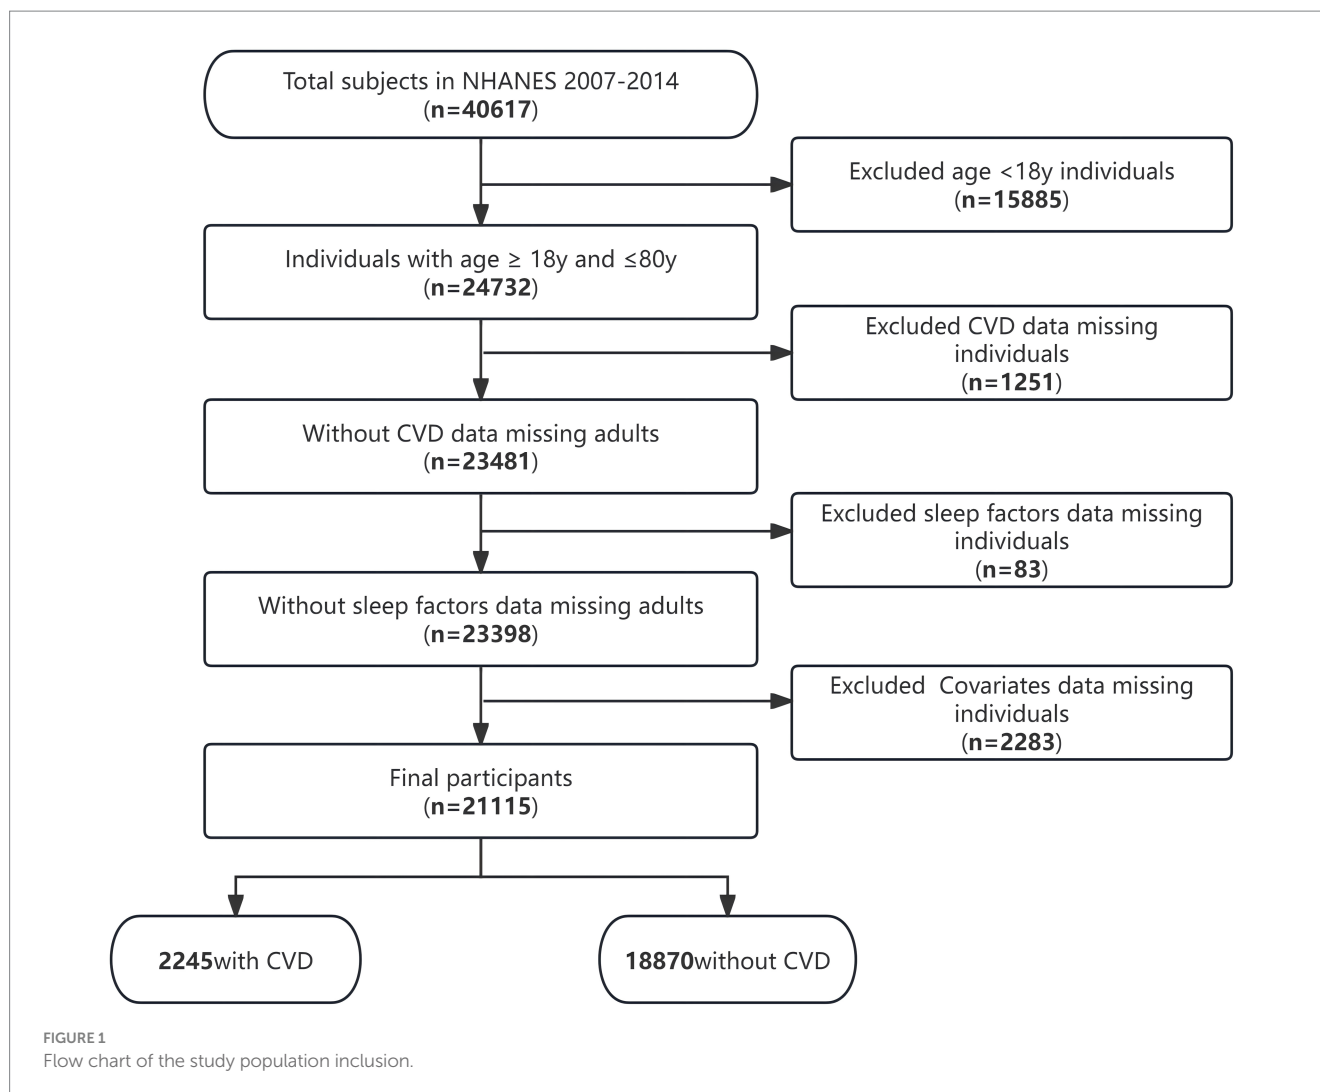 Total subjects in NHANES 2007-2014
(n=40617)
Excluded age <18y individuals
(n=15885)
Individuals with age ≥ 18y and ≤80y
(n=24732)
Excluded CVD data missing
individuals
(n=1251)
Without CVD data missing adults
(n=23481)
Excluded sleep factors data missing
individuals
(n=83)
Without sleep factors data missing adults
(n=23398)
Excluded  Covariates data missing
individuals
(n=2283)
Final participants
(n=21115)
2245with CVD
18870without CVD
FIGURE 1
Flow chart of the study population inclusion.